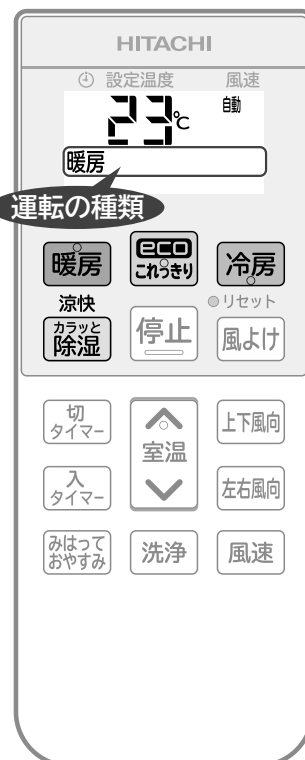 HITACHI
設定温度 風速
23℃ 自動
暖房
運転の種類
暖房 eco これっきり 冷房
涼快 リセット
カラッと除湿 停止 風よけ
切タイマー 室温 上下風向
入タイマー 左右風向
みはっておやすみ 洗浄 風速